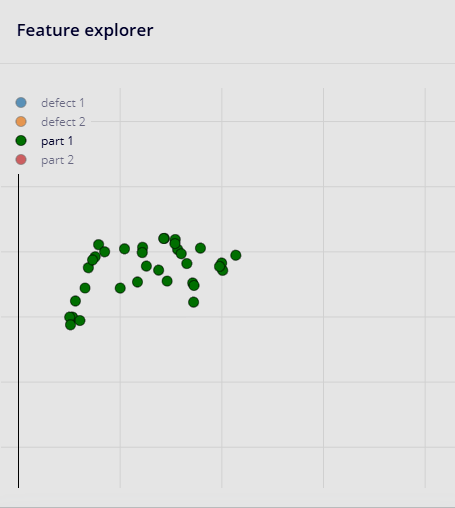 Feature explorer
defect 1
defect 2
part 1
part 2